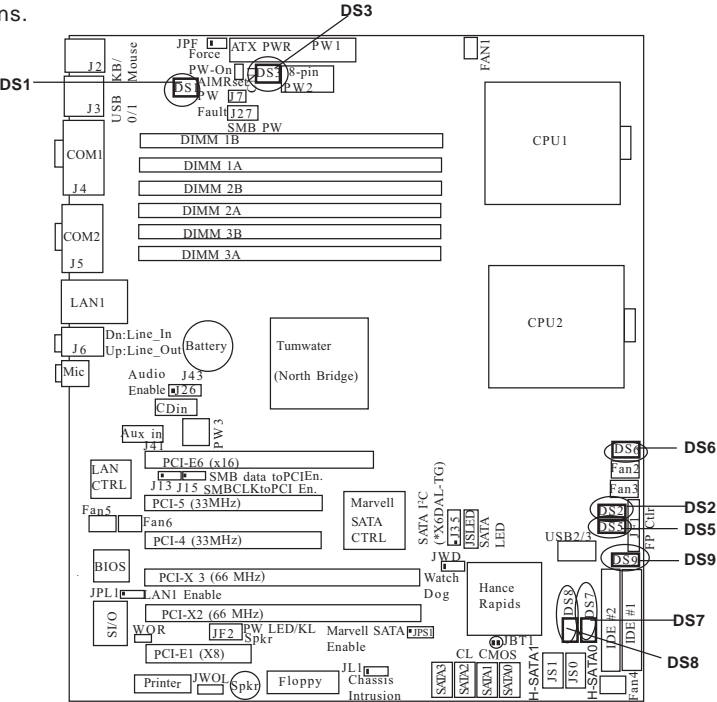 ns.
DS3
JPF
Force
PW-On
ATX PWR
PW1
FAN1
DS1
DS1
DS3
8-pin
PW2
AIMRset
PW
Fault
J7
J27
SMB PW
J2
KB/
Mouse
J3
USB
0/1
COM1
J4
COM2
J5
DIMM 1B
DIMM 1A
DIMM 2B
DIMM 2A
DIMM 3B
DIMM 3A
CPU1
CPU2
LAN1
J6
Dn:Line_In
Up:Line_Out
Battery
Tumwater
(North Bridge)
Mic
Audio
Enable
J43
J26
CDin
Aux in
J41
PW3
DS6
DS6
Fan2
Fan3
DS2
DS2
DS5
DS5
DS9
DS9
JF1
FP Ctlr
USB2/3
PCI-E6 (x16)
LAN
CTRL
SMB data toPCIEn.
J13 J15 SMBCLKtoPCI En.
PCI-5 (33MHz)
Fan5
Fan6
PCI-4 (33MHz)
Marvell
SATA
CTRL
SATA I²C
(*X6DAL-TG)
J35
JSLED
SATA
LED
BIOS
PCI-X 3 (66 MHz)
JWD
Watch
Dog
Hance
Rapids
JPL1
LAN1 Enable
SI/O
PCI-X2 (66 MHz)
WOR
JF2
PW LED/KL
Spkr
Marvell SATA
Enable
JPS1
JBT1
CL CMOS
PCI-E1 (X8)
DS8
DS7
DS7
DS8
IDE #2
IDE #1
Printer
JWOL
Spkr
Floppy
JL1
Chassis
Intrusion
SATA3
SATA2
SATA1
SATA0
H-SATA1
JS1
JS0
H-SATA0
Fan4